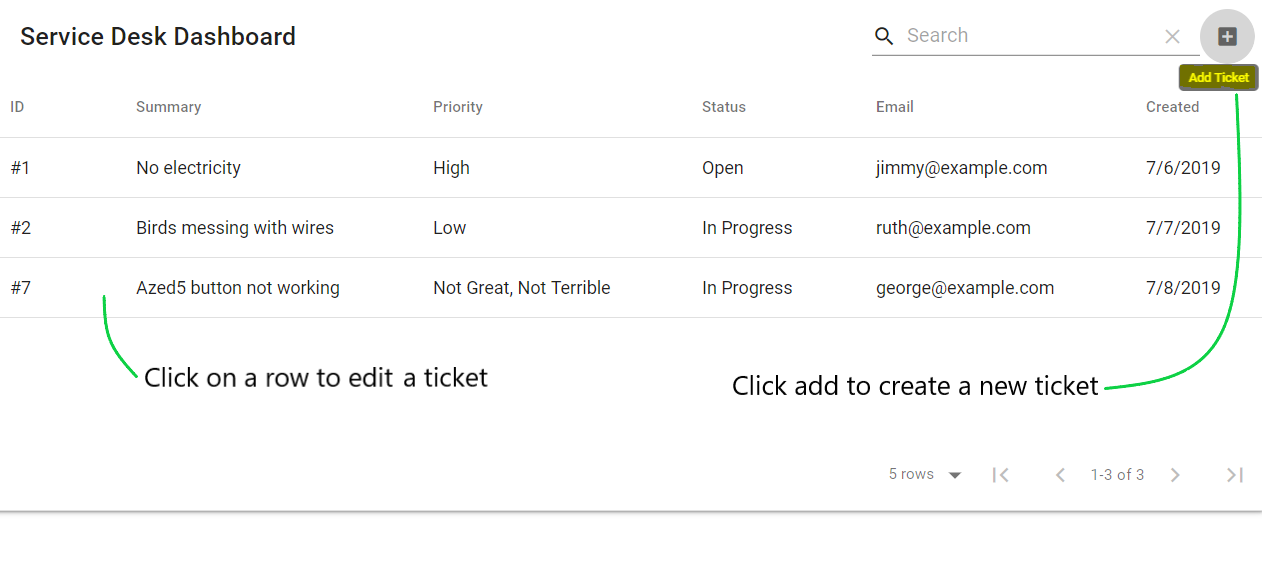 Service Desk Dashboard
Search
Add Ticket
ID Summary Priority Status Email Created
#1 No electricity High Open jimmy@example.com 7/6/2019
#2 Birds messing with wires Low In Progress ruth@example.com 7/7/2019
#7 Azed5 button not working Not Great, Not Terrible In Progress george@example.com 7/8/2019
Click on a row to edit a ticket
Click add to create a new ticket
5 rows 1-3 of 3